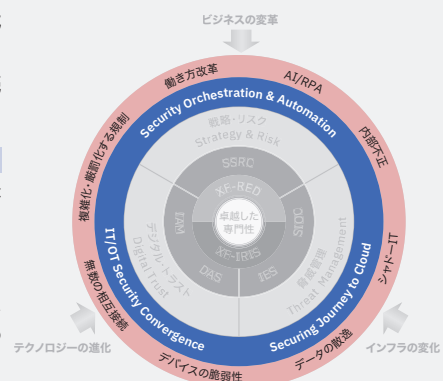 ビジネスの変革
働き方改革
AI/RPA
複雑化・厳罰化する規制
内部不正
Security Orchestration & Automation
戦略・リスク
Strategy & Risk
SSRC
XF-RED
卓越した
専門性
XF-IRIS
IAM
SIOC
DAS
IES
デジタル・トラスト
Digital Trust
脅威管理
Threat Management
IT/OT Security Convergence
Securing Journey to Cloud
無数の相互接続
シャドーIT
デバイスの脆弱性
データの散逸
テクノロジーの進化
インフラの変化